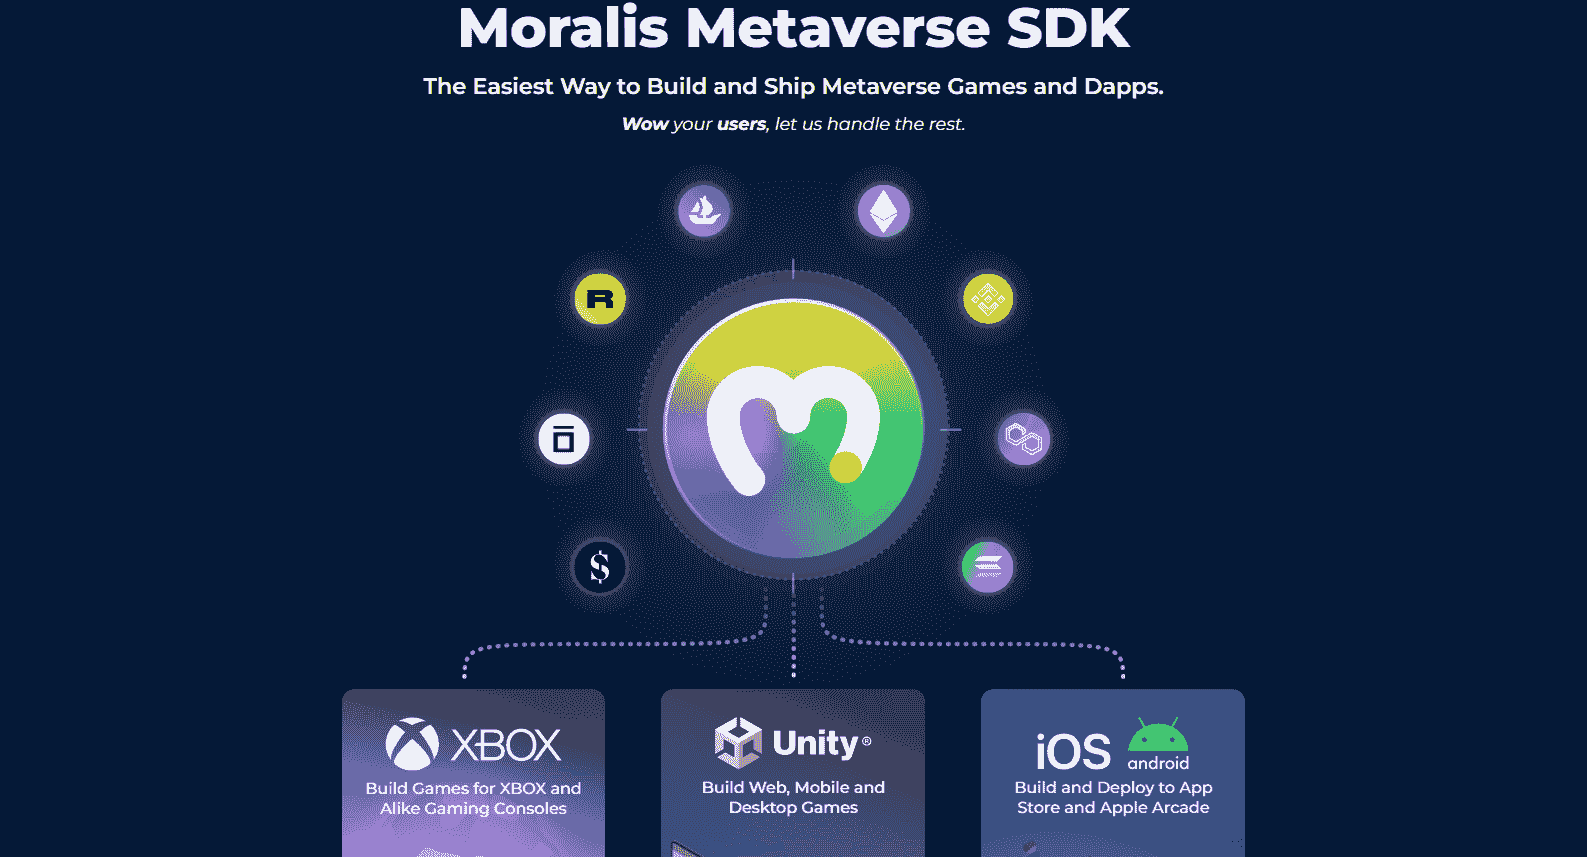 Moralis Metaverse SDK
The Easiest Way to Build and Ship Metaverse Games and Dapps.
Wow your users, let us handle the rest.
R
$
XBOX
Build Games for XBOX and
Alike Gaming Consoles
Unity®
Build Web, Mobile and
Desktop Games
iOS
android
Build and Deploy to App
Store and Apple Arcade